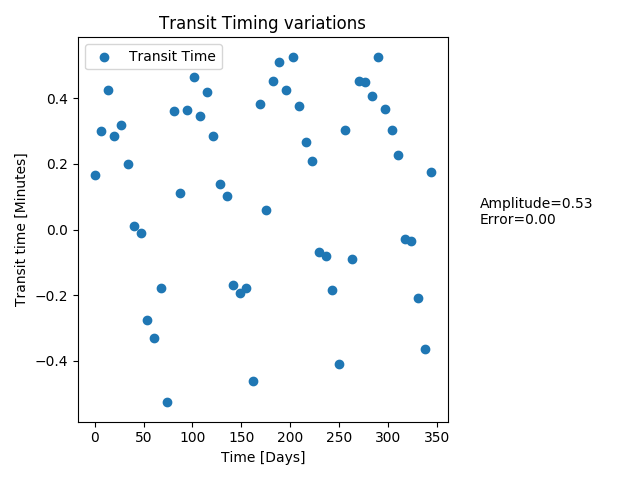 Transit Timing variations
Transit Time
Transit time [Minutes]
0.4
0.2
0.0
−0.2
−0.4
0 50 100 150 200 250 300 350
Time [Days]
Amplitude=0.53
Error=0.00